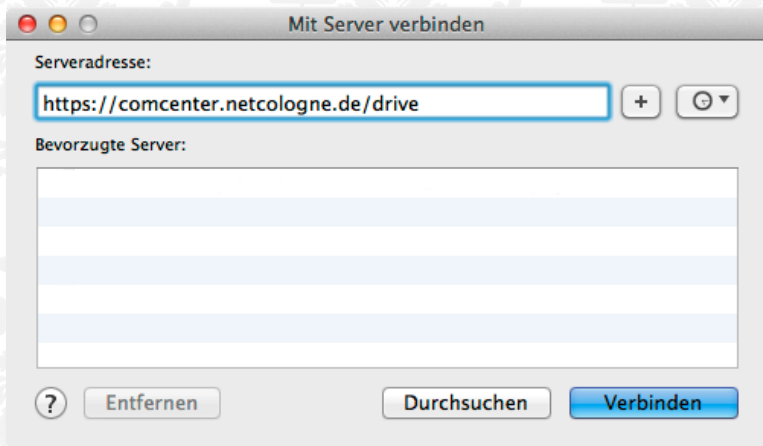 Mit Server verbinden
Serveradresse:
https://comcenter.netcologne.de/drive
+
Bevorzugte Server:
? Entfernen Durchsuchen Verbinden